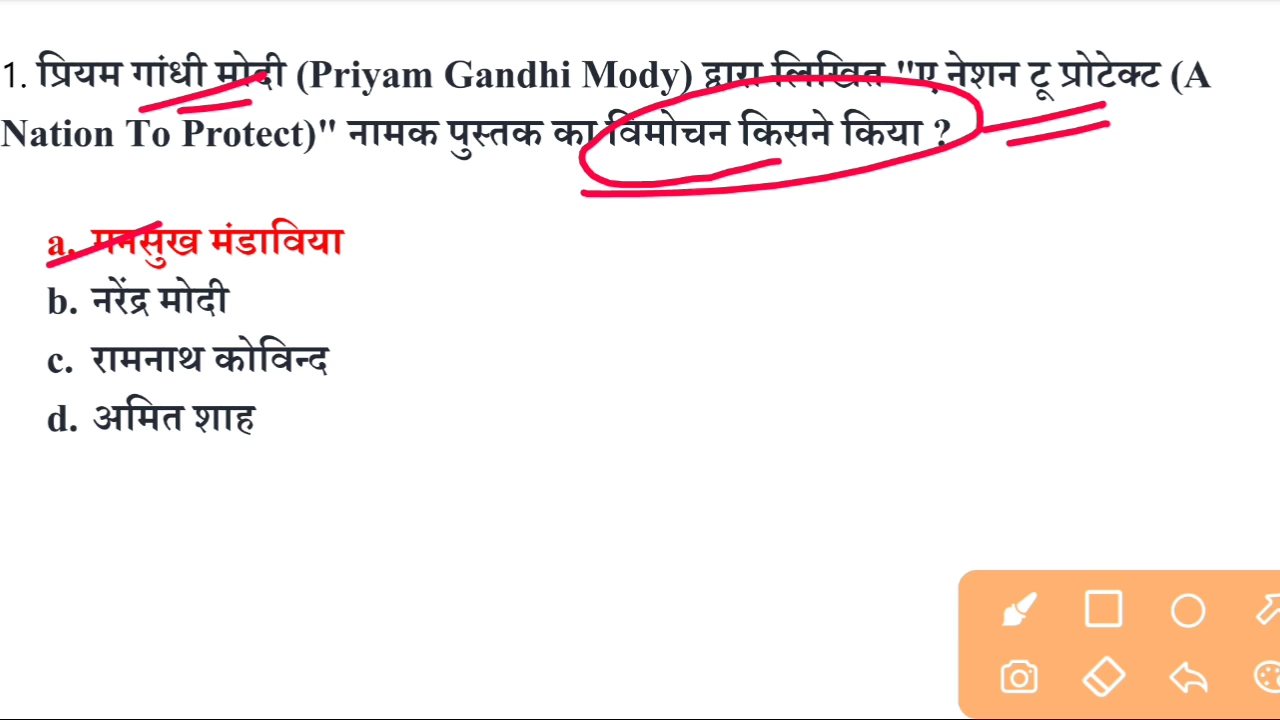 1. प्रियम गांधी मोदी (Priyam Gandhi Mody) द्वारा लिखित "ए नेशन टू प्रोटेक्ट (A
Nation To Protect)" नामक पुस्तक का विमोचन किसने किया ?
a. मनसुख मंडाविया
b. नरेंद्र मोदी
c. रामनाथ कोविन्द
d. अमित शाह